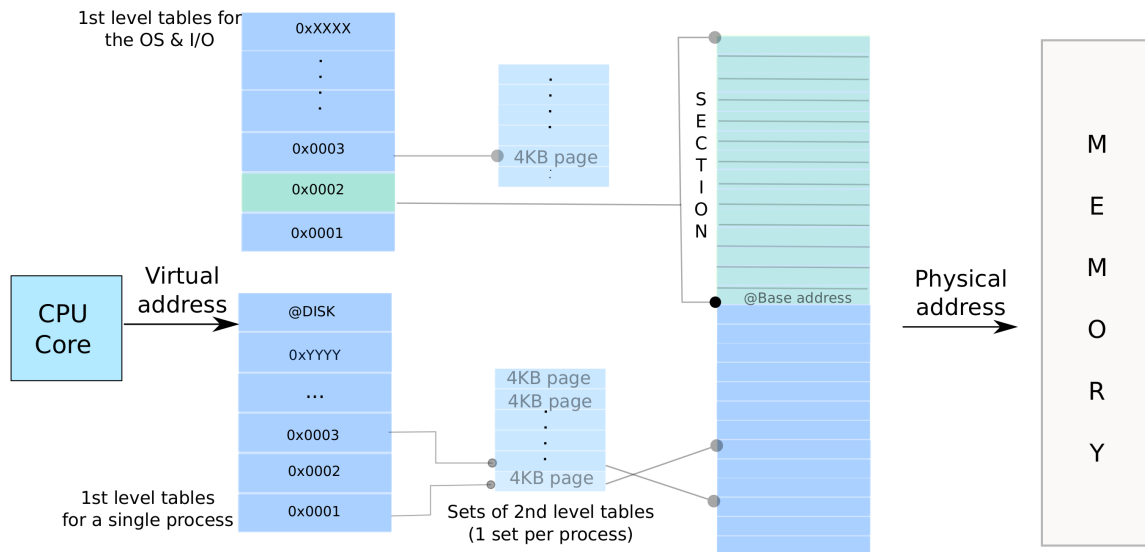 1st level tables for
the OS & I/O
0xXXXX
0x0003
0x0002
0x0001
4KB page
SECTION
@Base address
MEMORY
CPU
Core
Virtual
address
@DISK
0xYYYY
...
0x0003
0x0002
0x0001
1st level tables
for a single process
4KB page
4KB page
4KB page
Sets of 2nd level tables
(1 set per process)
Physical
address